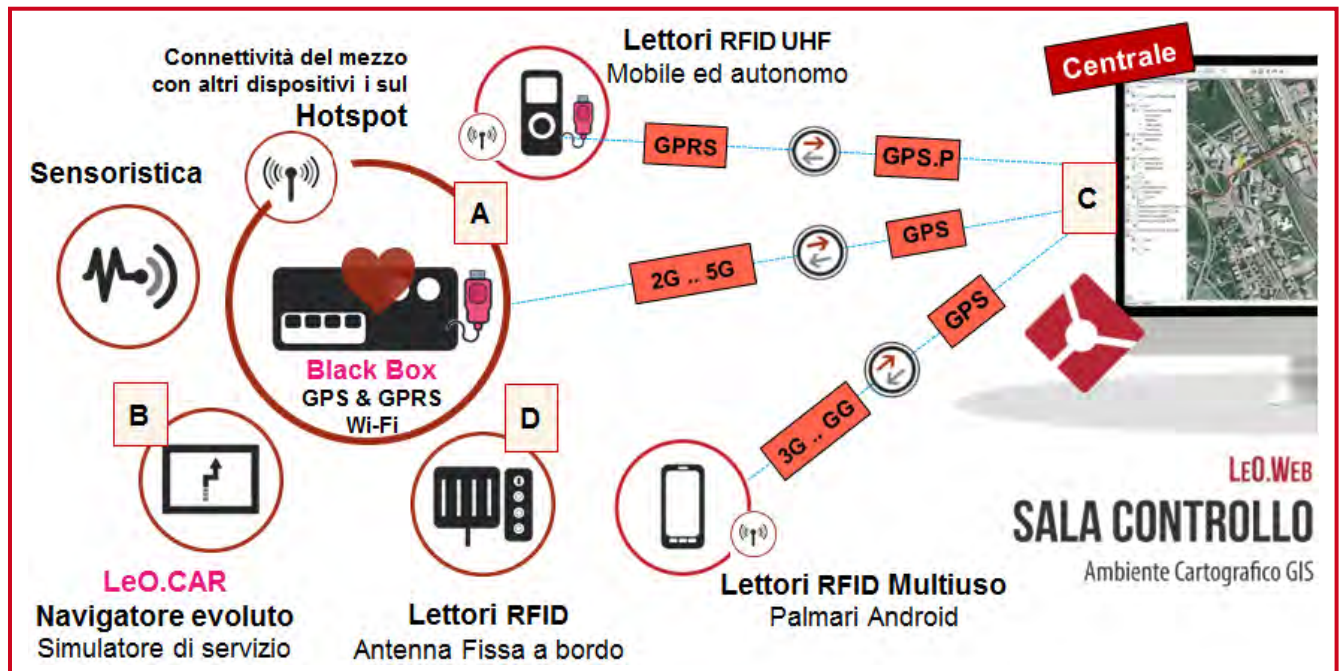 Connettività del mezzo
con altri dispositivi i sul
Hotspot
Lettori RFID UHF
Mobile ed autonomo
Centrale
Sensoristica
A
GPRS
GPS.P
C
2G .. 5G
GPS
Black Box
GPS & GPRS
Wi-Fi
B
D
3G .. GG
GPS
LeO.CAR
Navigatore evoluto
Simulatore di servizio
Lettori RFID
Antenna Fissa a bordo
Lettori RFID Multiuso
Palmari Android
LEO.WEB
SALA CONTROLLO
Ambiente Cartografico GIS